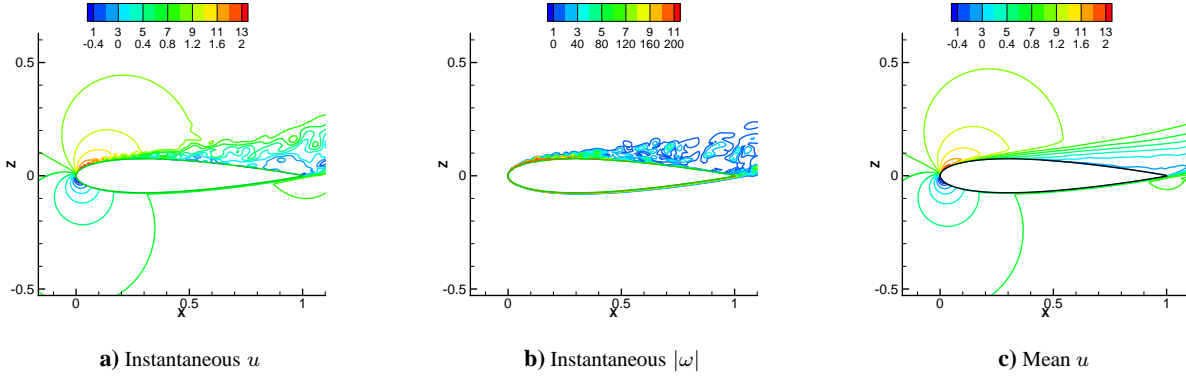 1 3 5 7 9 11 13
-0.4 0 0.4 0.8 1.2 1.6 2
0.5
z
0
-0.5
0 0.5 1
x
a) Instantaneous u
1 3 5 7 9 11
0 40 80 120 160 200
0.5
z
0
-0.5
0 0.5 1
x
b) Instantaneous |ω|
1 3 5 7 9 11 13
-0.4 0 0.4 0.8 1.2 1.6 2
0.5
z
0
-0.5
0 0.5 1
x
c) Mean u